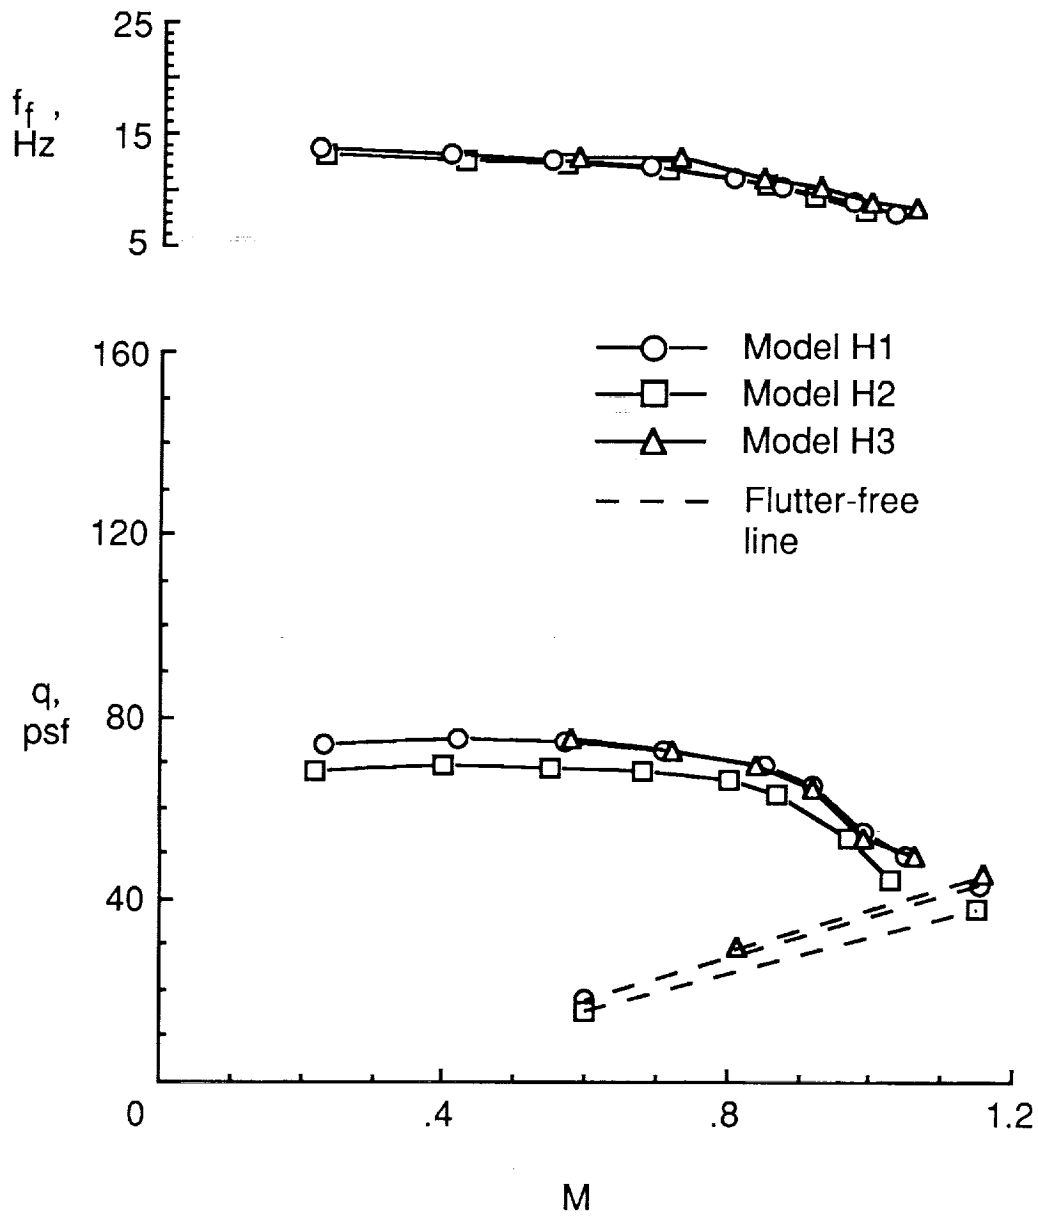 25
f_f,
Hz
15
5
160
Model H1
Model H2
Model H3
Flutter-free
line
120
q,
psf
80
40
0
.4
.8
1.2
M